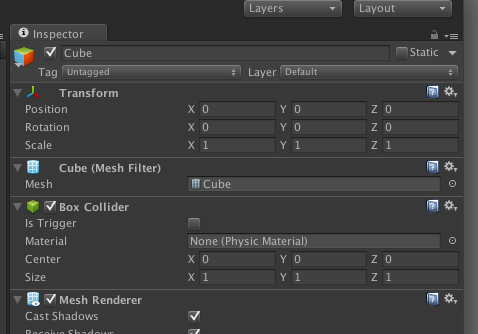 Layers Layout
Inspector
Cube Static
Tag Untagged Layer Default
Transform
Position X 0 Y 0 Z 0
Rotation X 0 Y 0 Z 0
Scale X 1 Y 1 Z 1
Cube (Mesh Filter)
Mesh Cube
Box Collider
Is Trigger
Material None (Physic Material)
Center X 0 Y 0 Z 0
Size X 1 Y 1 Z 1
Mesh Renderer
Cast Shadows
Receive Shadows